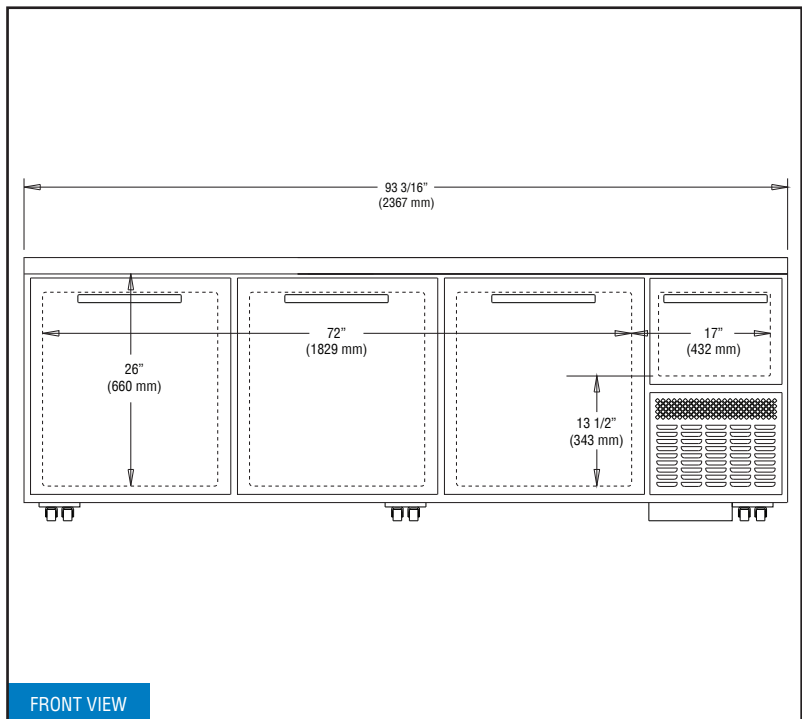 93 3/16”
(2367 mm)
72”
(1829 mm)
17”
(432 mm)
26”
(660 mm)
13 1/2”
(343 mm)
FRONT VIEW